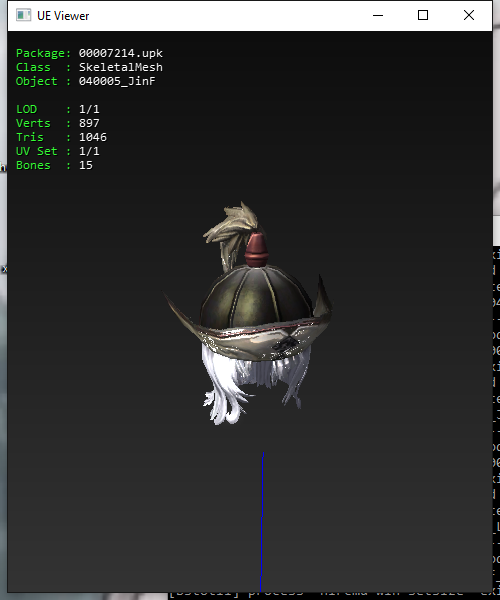 UE Viewer
Package: 00007214.upk
Class : SkeletalMesh
Object : 040005_JinF
LOD : 1/1
Verts : 897
Tris : 1046
UV Set : 1/1
Bones : 15